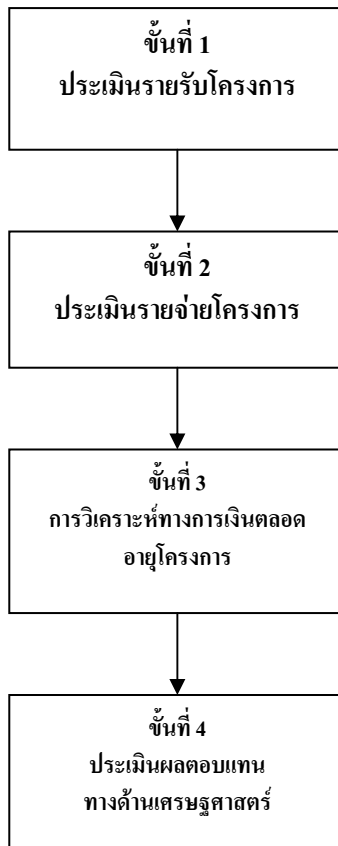 ขั้นที่ 1
ประเมินรายรับโครงการ
ขั้นที่ 2
ประเมินรายจ่ายโครงการ
ขั้นที่ 3
การวิเคราะห์ทางการเงินตลอด
อายุโครงการ
ขั้นที่ 4
ประเมินผลตอบแทน
ทางด้านเศรษฐศาสตร์